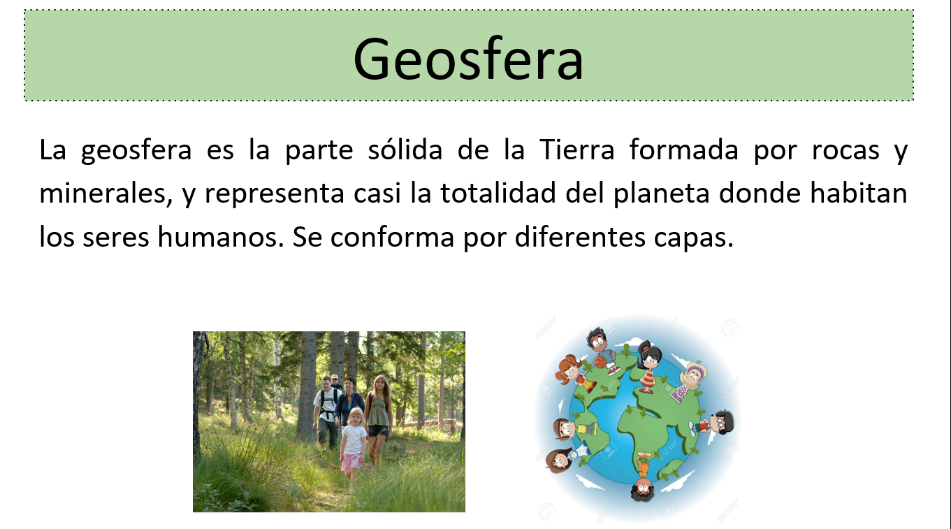 Geosfera
La geosfera es la parte sólida de la Tierra formada por rocas y
minerales, y representa casi la totalidad del planeta donde habitan
los seres humanos. Se conforma por diferentes capas.